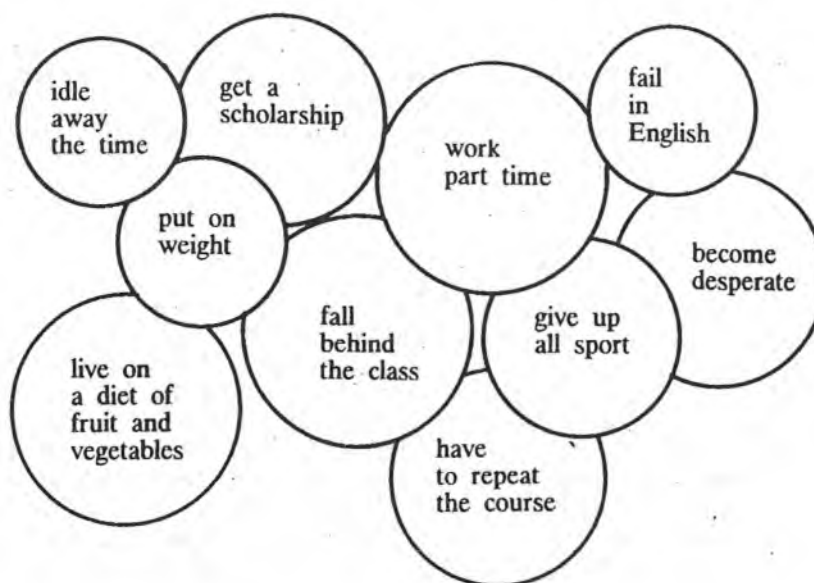 idle
away
the time
get a
scholarship
work
part time
fail
in
English
put on
weight
become
desperate
fall
behind
the class
give up
all sport
live on
a diet of
fruit and
vegetables
have
to repeat
the course